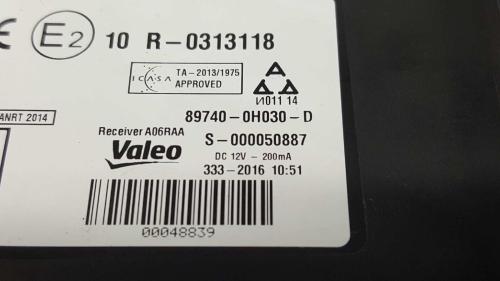 CE E2 10 R-0313118
ICASA TA-2013/1975
APPROVED
И011 14
ANRT 2014
89740-0H030-D
Receiver A06RAA S-000050887
Valeo DC 12V - 200mA
333-2016 10:51
00048839